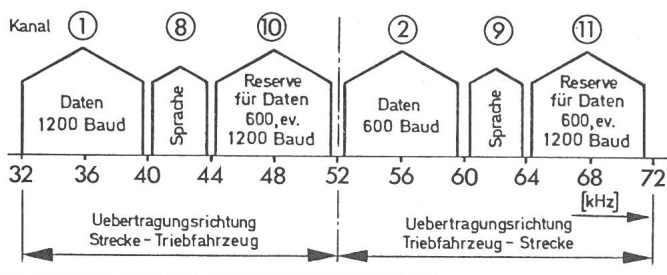 Kanal 1 8 10 2 9 11
Daten
1200 Baud
Sprache
Reserve
für Daten
600, ev.
1200 Baud
Daten
600 Baud
Sprache
Reserve
für Daten
600, ev.
1200 Baud
32 36 40 44 48 52 56 60 64 68 72
[kHz]
Uebertragungsrichtung
Strecke - Triebfahrzeug
Uebertragungsrichtung
Triebfahrzeug - Strecke